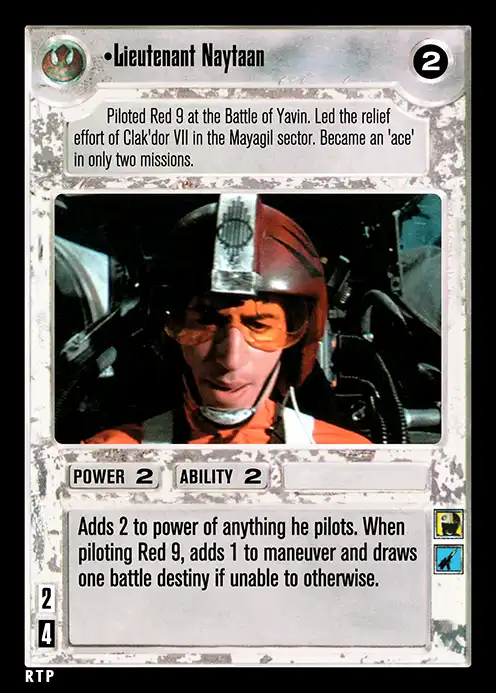 •Lieutenant Naytaan
2
Piloted Red 9 at the Battle of Yavin. Led the relief
effort of Clak'dor VII in the Mayagil sector. Became an 'ace'
in only two missions.
POWER 2 ABILITY 2
Adds 2 to power of anything he pilots. When
piloting Red 9, adds 1 to maneuver and draws
one battle destiny if unable to otherwise.
2
4
RTP